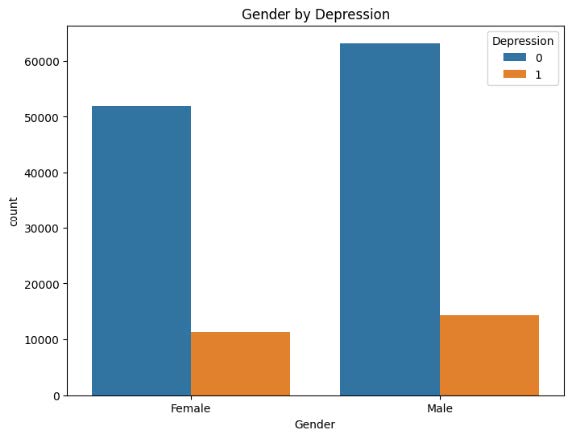 Gender by Depression
Depression
0
1
60000
50000
40000
30000
20000
10000
0
count
Female
Male
Gender